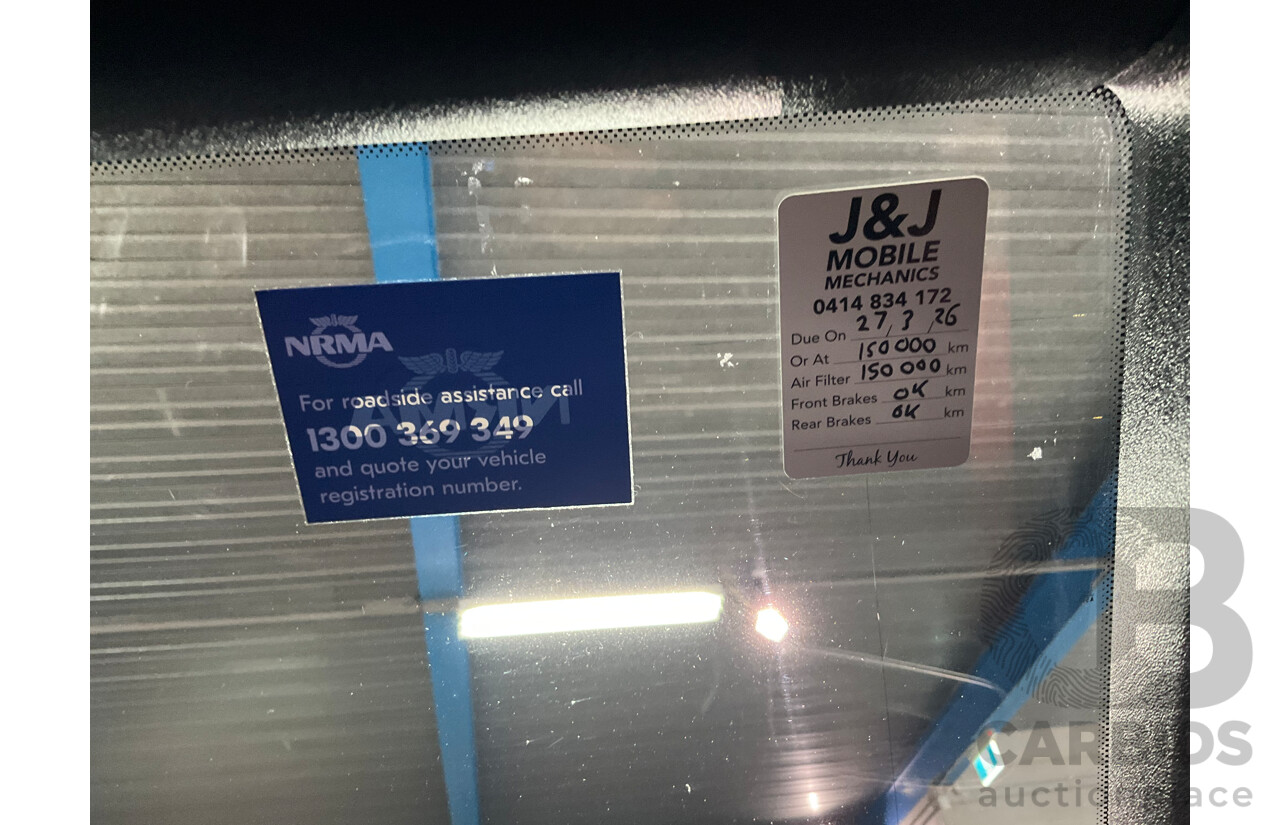 NRMA
For roadside assistance call
1300 369 349
and quote your vehicle
registration number.
J&J
MOBILE
MECHANICS
0414 834 172
Due On 27/3/26
Or At 150000 km
Air Filter 150000 km
Front Brakes OK km
Rear Brakes OK km
Thank You
B
CARBIDS